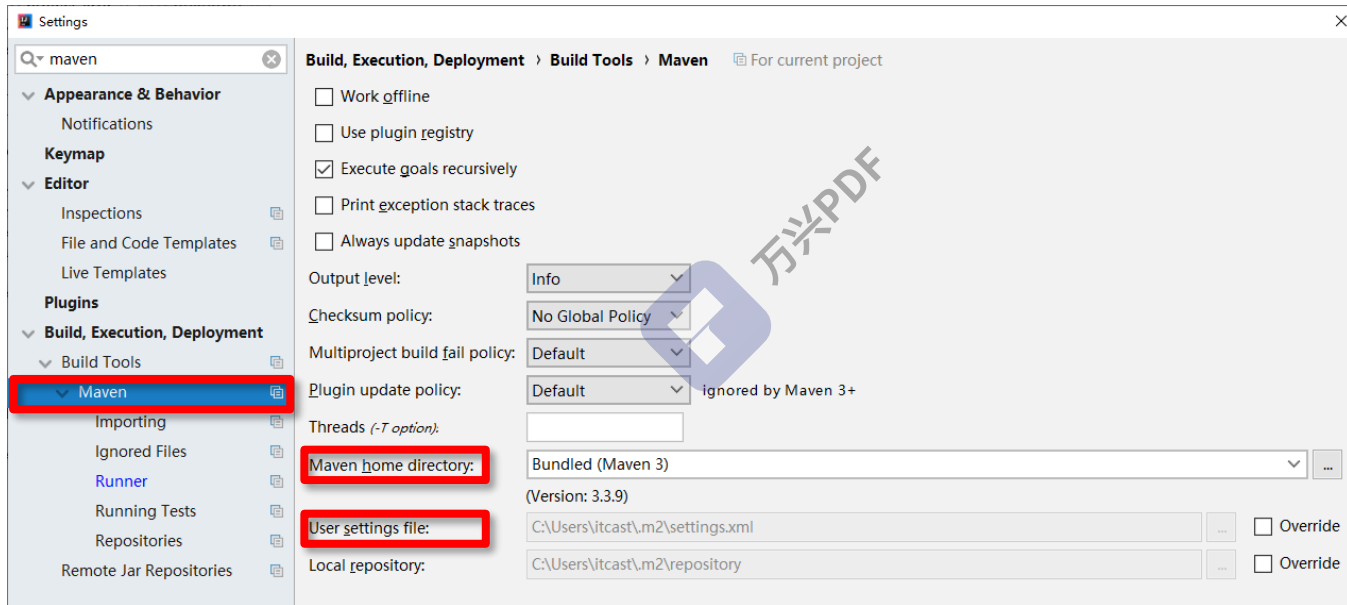 Settings
maven
Appearance & Behavior
Notifications
Keymap
Editor
Inspections
File and Code Templates
Live Templates
Plugins
Build, Execution, Deployment
Build Tools
Maven
Importing
Ignored Files
Runner
Running Tests
Repositories
Remote Jar Repositories
Build, Execution, Deployment › Build Tools › Maven For current project
Work offline
Use plugin registry
Execute goals recursively
Print exception stack traces
Always update snapshots
Output level: Info
Checksum policy: No Global Policy
Multiproject build fail policy: Default
Plugin update policy: Default ignored by Maven 3+
Threads (-T option):
Maven home directory: Bundled (Maven 3) ...
(Version: 3.3.9)
User settings file: C:\Users\itcast\.m2\settings.xml ... Override
Local repository: C:\Users\itcast\.m2\repository ... Override
万兴PDF